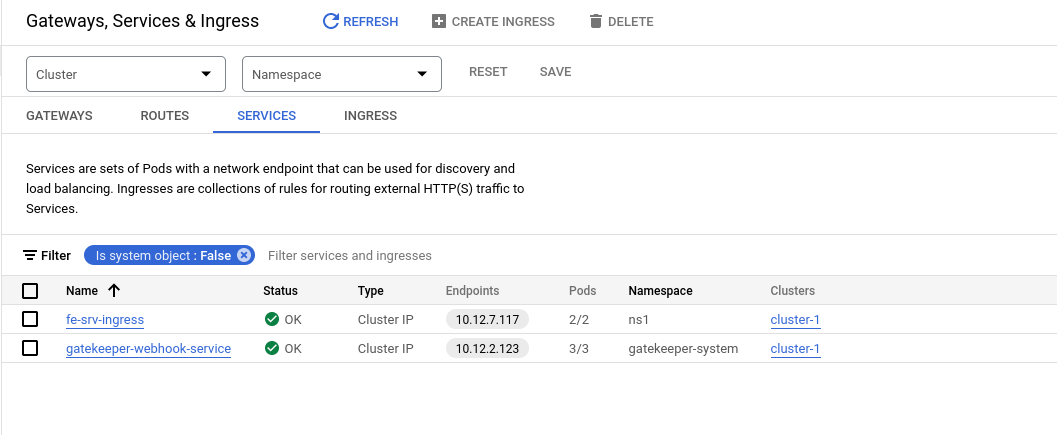 Gateways, Services & Ingress REFRESH CREATE INGRESS DELETE
Cluster Namespace RESET SAVE
GATEWAYS ROUTES SERVICES INGRESS
Services are sets of Pods with a network endpoint that can be used for discovery and
load balancing. Ingresses are collections of rules for routing external HTTP(S) traffic to
Services.
Filter Is system object : False Filter services and ingresses
Name Status Type Endpoints Pods Namespace Clusters
fe-srv-ingress OK Cluster IP 10.12.7.117 2/2 ns1 cluster-1
gatekeeper-webhook-service OK Cluster IP 10.12.2.123 3/3 gatekeeper-system cluster-1